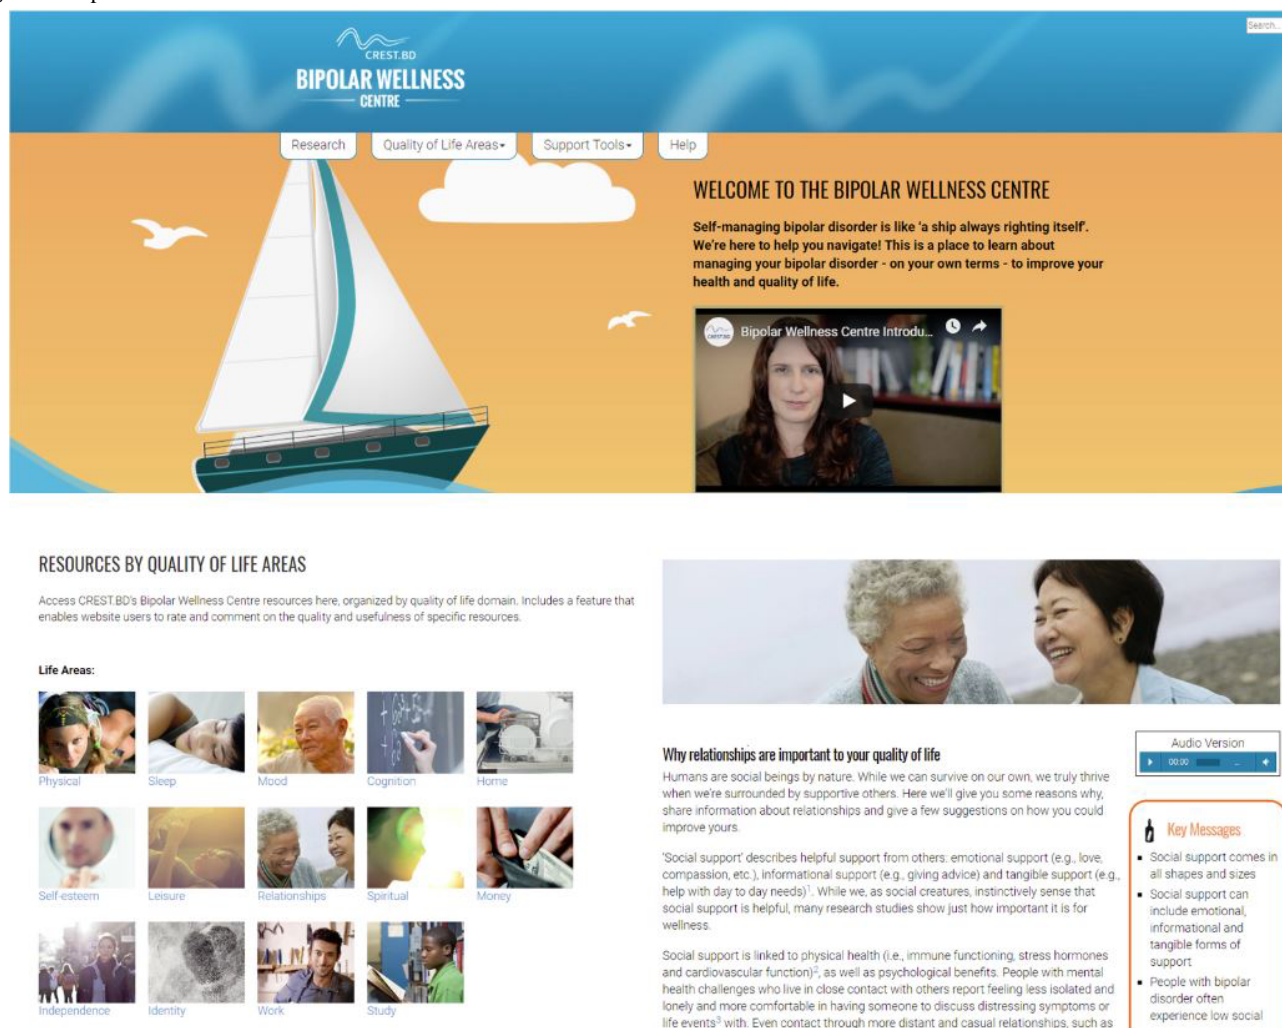 Search...
CREST.BD
BIPOLAR WELLNESS
CENTRE
Research
Quality of Life Areas
Support Tools
Help
WELCOME TO THE BIPOLAR WELLNESS CENTRE
Self-managing bipolar disorder is like 'a ship always righting itself'.
We're here to help you navigate! This is a place to learn about
managing your bipolar disorder - on your own terms - to improve your
health and quality of life.
Bipolar Wellness Centre Introdu...
RESOURCES BY QUALITY OF LIFE AREAS
Access CREST.BD's Bipolar Wellness Centre resources here, organized by quality of life domain. Includes a feature that
enables website users to rate and comment on the quality and usefulness of specific resources.
Life Areas:
Physical
Sleep
Mood
Cognition
Home
Self-esteem
Leisure
Relationships
Spiritual
Money
Independence
Identity
Work
Study
Why relationships are important to your quality of life
Humans are social beings by nature. While we can survive on our own, we truly thrive
when we're surrounded by supportive others. Here we'll give you some reasons why,
share information about relationships and give a few suggestions on how you could
improve yours.
'Social support' describes helpful support from others: emotional support (e.g., love,
compassion, etc.), informational support (e.g., giving advice) and tangible support (e.g.,
help with day to day needs)1. While we, as social creatures, instinctively sense that
social support is helpful, many research studies show just how important it is for
wellness.
Social support is linked to physical health (i.e., immune functioning, stress hormones
and cardiovascular function)2, as well as psychological benefits. People with mental
health challenges who live in close contact with others report feeling less isolated and
lonely and more comfortable in having someone to discuss distressing symptoms or
life events3 with. Even contact through more distant and casual relationships, such as
Audio Version
00:00
Key Messages
Social support comes in
all shapes and sizes
Social support can
include emotional,
informational and
tangible forms of
support
People with bipolar
disorder often
experience low social